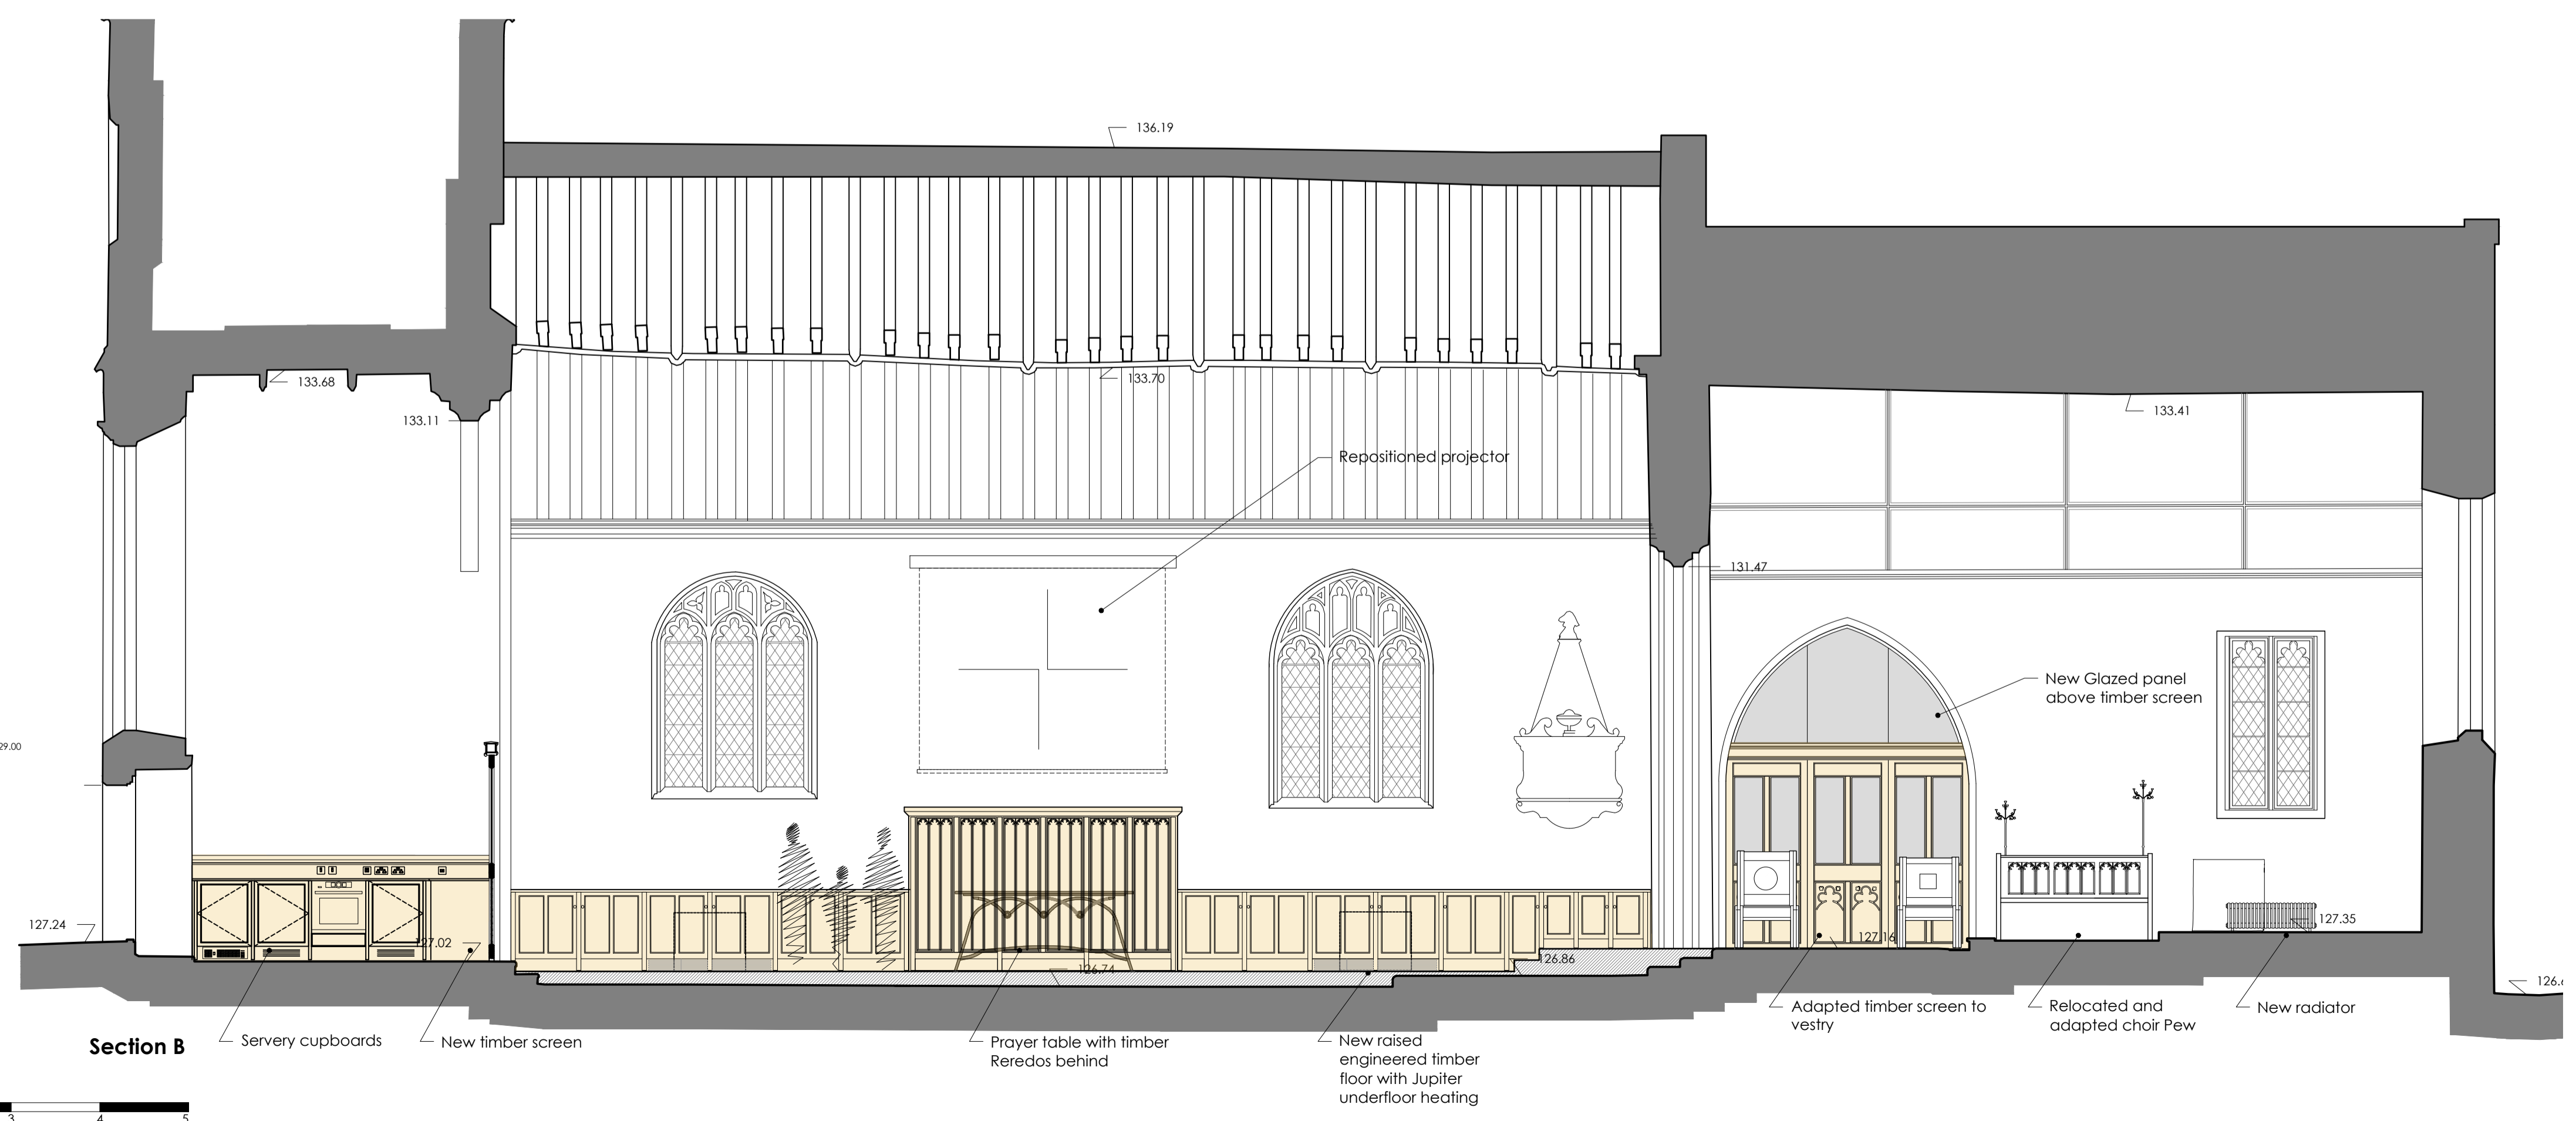 136.19
133.68
133.70
133.11
133.41
Repositioned projector
131.47
New Glazed panel
above timber screen
29.00
127.24
127.02
127.16
127.35
126.74
126.86
Adapted timber screen to
vestry
Relocated and
adapted choir Pew
New radiator
Section B
Servery cupboards
New timber screen
Prayer table with timber
Reredos behind
New raised
engineered timber
floor with Jupiter
underfloor heating
3 4 5